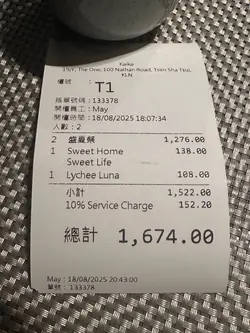 Kaika
19/F, The One, 100 Nathan Road, Tsim Sha Tsui,
KLN
檯號：
T1
賬單號碼：133378
開檯員工：May
開檯時間：18/08/2025 18:07:34
人數：2
2 盛夏祭 1,276.00
1 Sweet Home 138.00
Sweet Life
1 Lychee Luna 108.00
小計 1,522.00
10% Service Charge 152.20
總計 1,674.00
May：18/08/2025 20:43:00
單號：133378